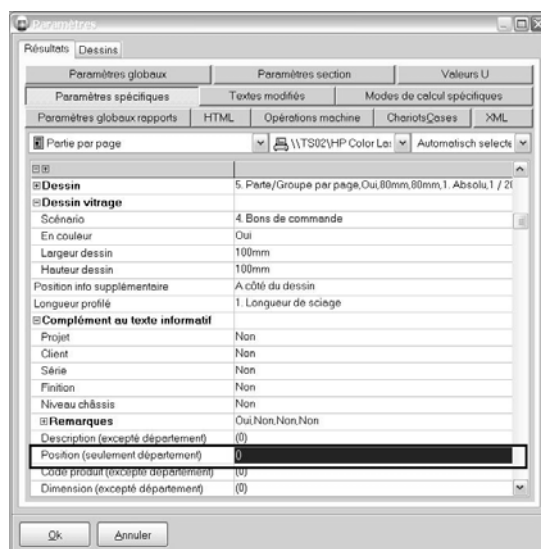 Paramètres
Résultats Dessins
Paramètres globaux Paramètres section Valeurs U
Paramètres spécifiques Textes modifiés Modes de calcul spécifiques
Paramètres globaux rapports HTML Opérations machine ChariotsCases XML
Partie par page \\TS02\HP Color La: Automatisch selecte
Dessin 5. Parte/Groupe par page,Oui,80mm,80mm,1. Absolu,1 / 20
Dessin vitrage
Scénario 4. Bons de commande
En couleur Oui
Largeur dessin 100mm
Hauteur dessin 100mm
Position info supplémentaire A côté du dessin
Longueur profilé 1. Longueur de sciage
Complément au texte informatif
Projet Non
Client Non
Série Non
Finition Non
Niveau châssis Non
Remarques Oui,Non,Non,Non
Description (excepté département) (0)
Position (seulement département) 0
Code produit (excepté département) (0)
Dimension (excepté département) (0)
Ok Annuler